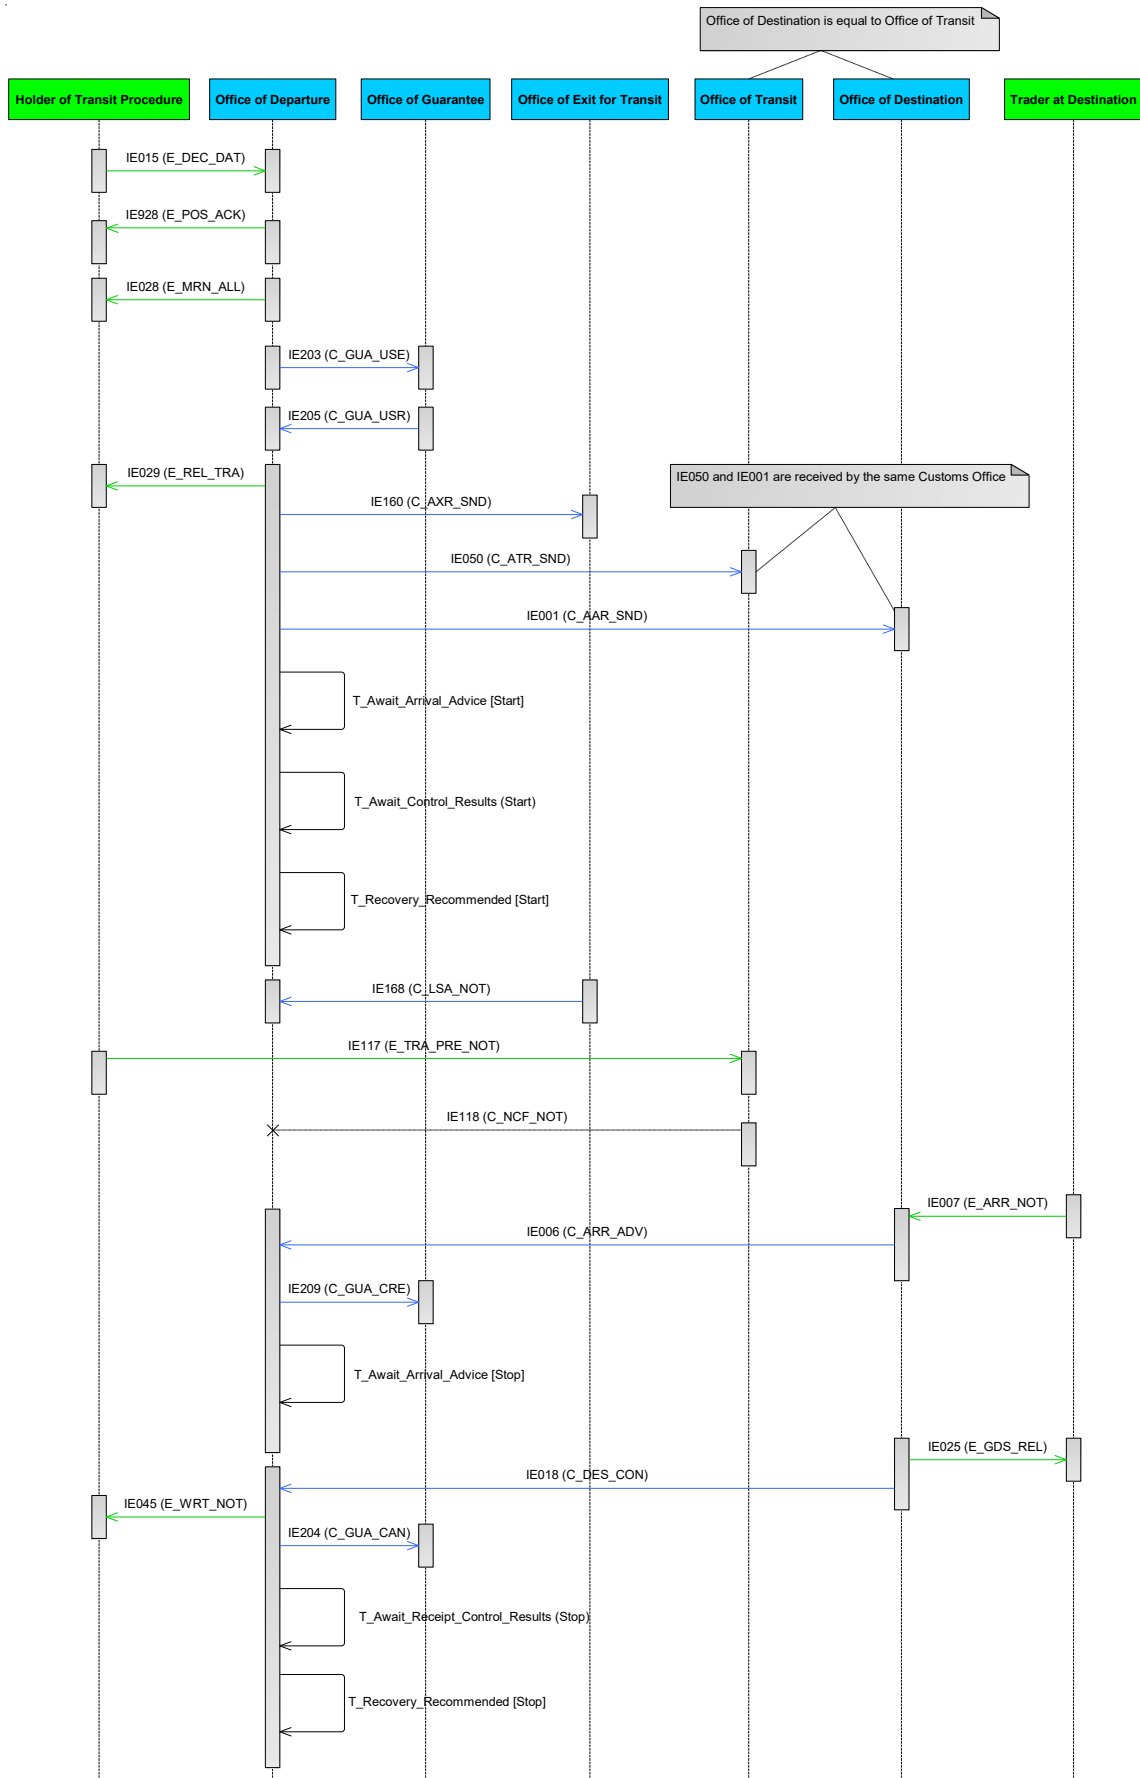 Office of Destination is equal to Office of Transit
Holder of Transit Procedure
Office of Departure
Office of Guarantee
Office of Exit for Transit
Office of Transit
Office of Destination
Trader at Destination
IE015 (E_DEC_DAT)
IE928 (E_POS_ACK)
IE028 (E_MRN_ALL)
IE203 (C_GUA_USE)
IE205 (C_GUA_USR)
IE029 (E_REL_TRA)
IE050 and IE001 are received by the same Customs Office
IE160 (C_AXR_SND)
IE050 (C_ATR_SND)
IE001 (C_AAR_SND)
T_Await_Arrival_Advice [Start]
T_Await_Control_Results (Start)
T_Recovery_Recommended [Start]
IE168 (C_LSA_NOT)
IE117 (E_TRA_PRE_NOT)
IE118 (C_NCF_NOT)
IE007 (E_ARR_NOT)
IE006 (C_ARR_ADV)
IE209 (C_GUA_CRE)
T_Await_Arrival_Advice [Stop]
IE025 (E_GDS_REL)
IE018 (C_DES_CON)
IE045 (E_WRT_NOT)
IE204 (C_GUA_CAN)
T_Await_Receipt_Control_Results (Stop)
T_Recovery_Recommended [Stop]